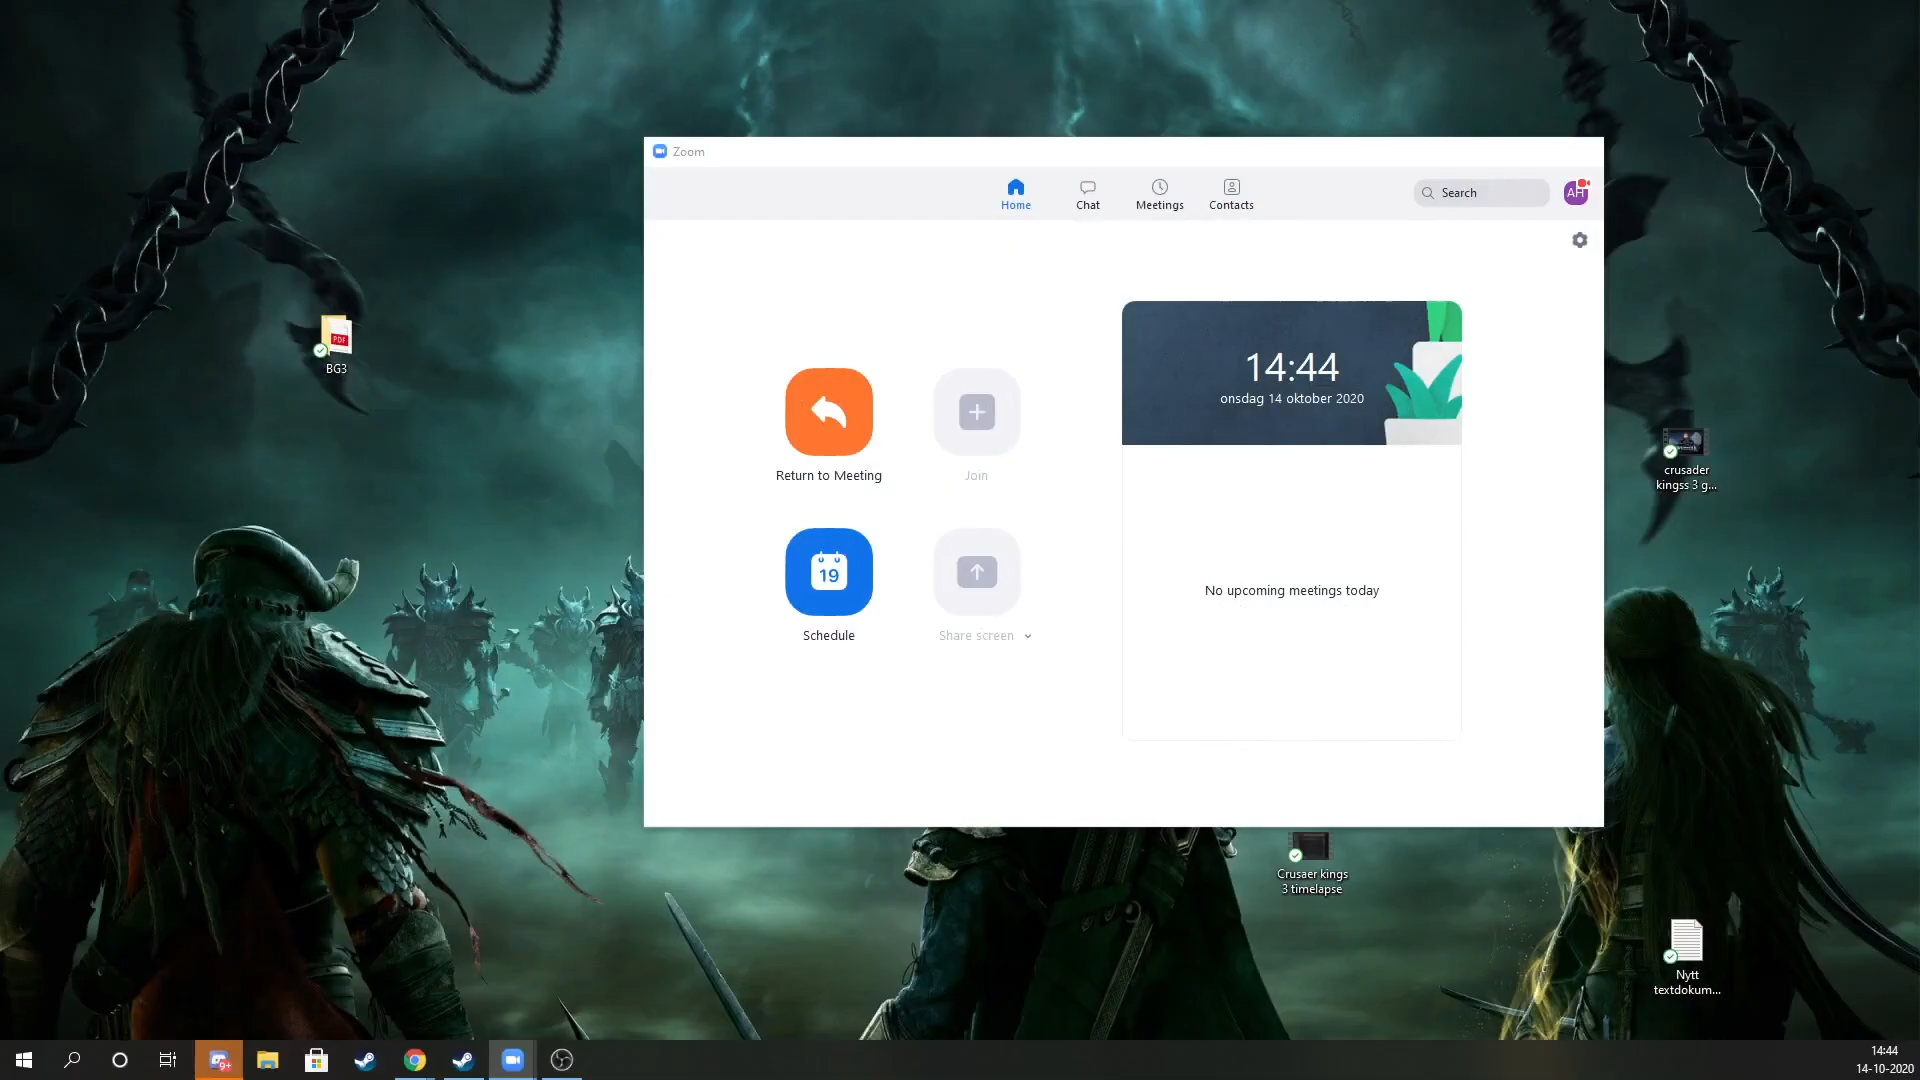 Zoom
Home
Chat
Meetings
Contacts
Search
AH
BG3
PDF
14:44
onsdag 14 oktober 2020
Return to Meeting
Join
crusader
kingss 3 g...
19
Schedule
Share screen
No upcoming meetings today
Crusaer kings
3 timelapse
Nytt
textdokum...
9+
14:44
14-10-2020